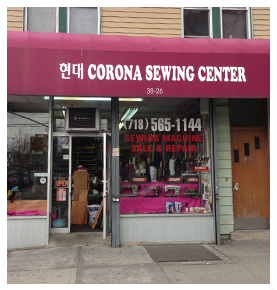 현대 CORONA SEWING CENTER
38-26
(718) 565-1144
SEWING MACHINE
SALE & REPAIR
OPEN